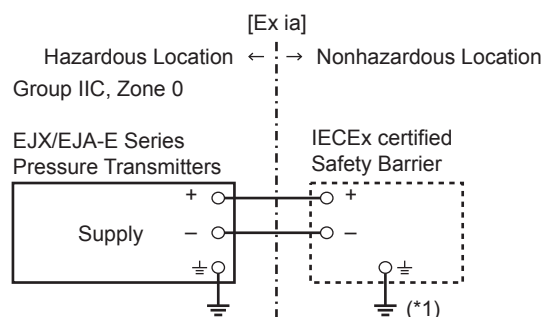 [Ex ia]
Hazardous Location ← → Nonhazardous Location
Group IIC, Zone 0
EJX/EJA-E Series
Pressure Transmitters
IECEx certified
Safety Barrier
+ +
Supply – –
(*1)